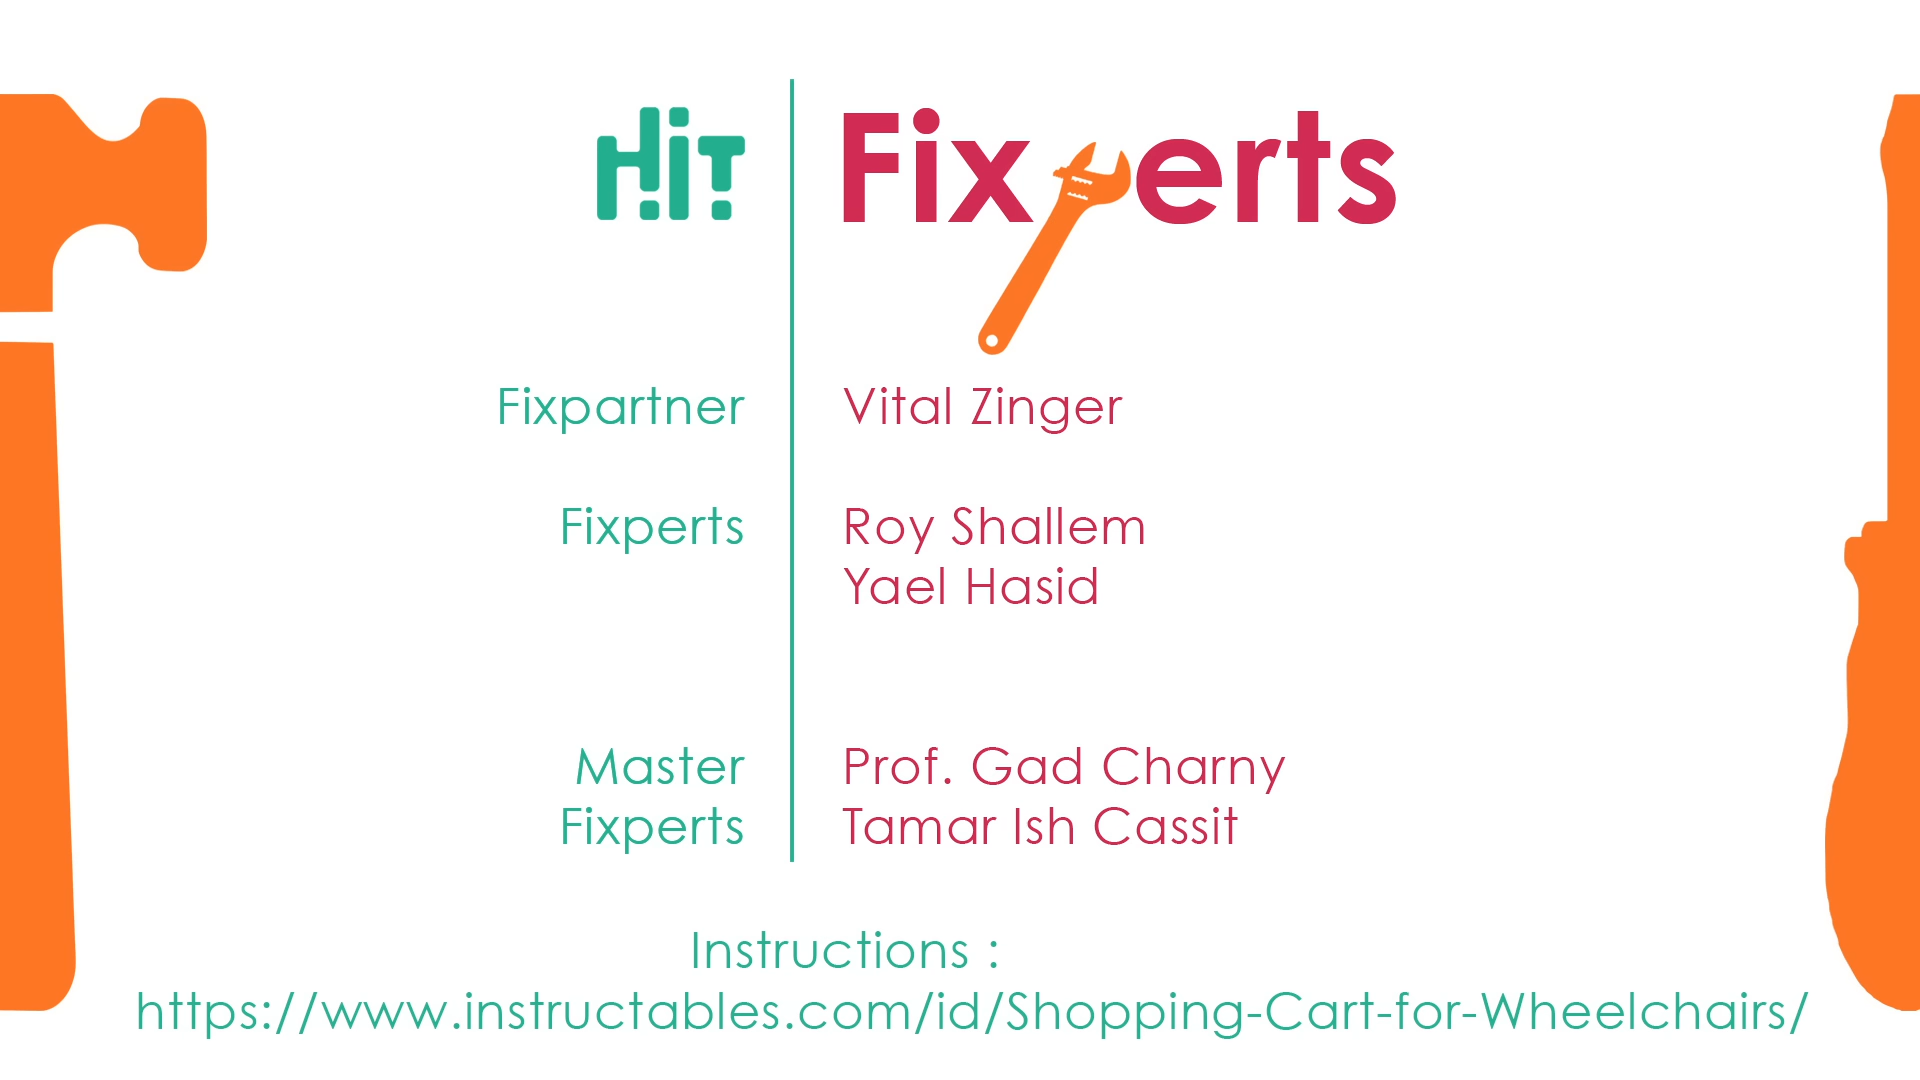 HiT Fixperts
Fixpartner Vital Zinger
Fixperts Roy Shallem
Yael Hasid
Master Prof. Gad Charny
Fixperts Tamar Ish Cassit
Instructions :
https://www.instructables.com/id/Shopping-Cart-for-Wheelchairs/